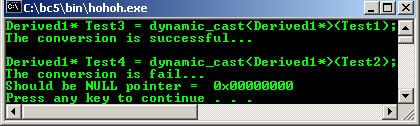 C:\bc5\bin\hohoh.exe
Derived1* Test3 = dynamic_cast<Derived1*>(Test1);
The conversion is successful...
Derived1* Test4 = dynamic_cast<Derived1*>(Test2);
The conversion is fail...
Should be NULL pointer =  0x00000000
Press any key to continue . . .